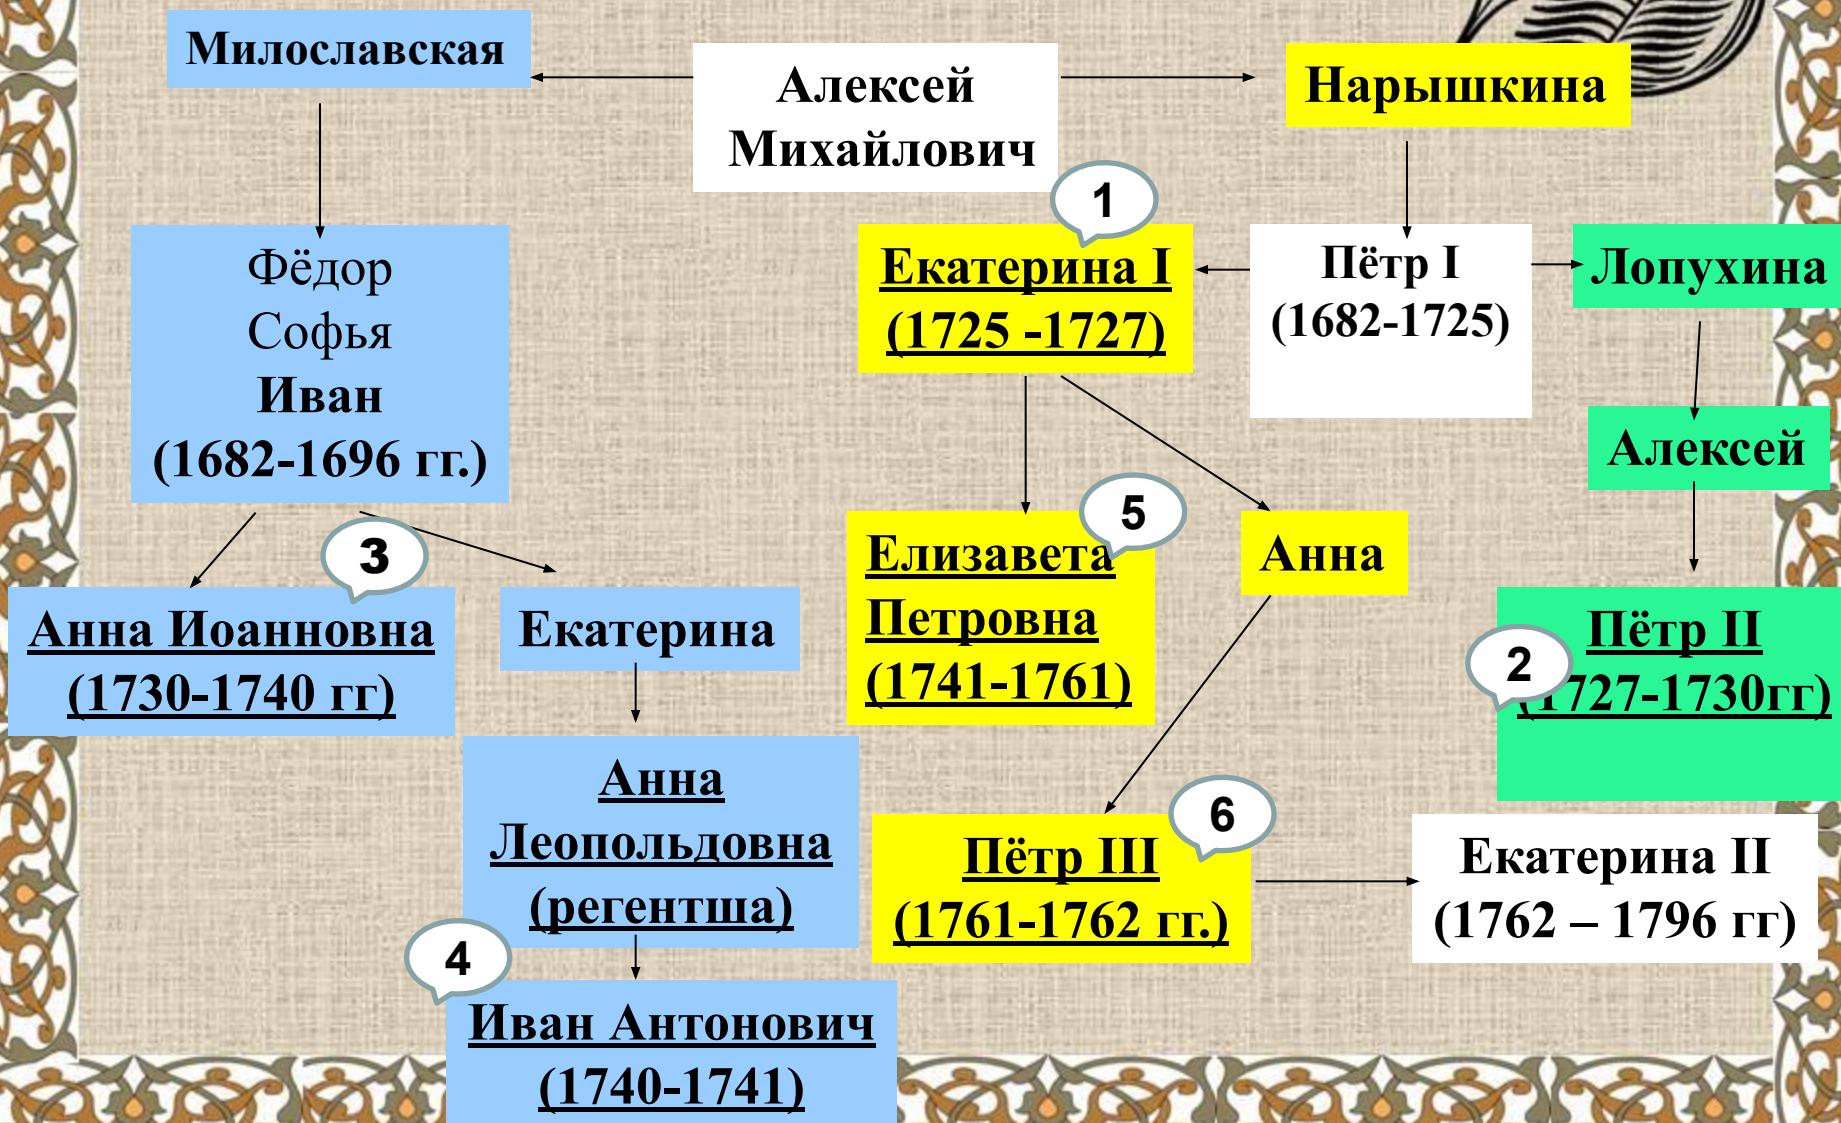 Милославская
Алексей
Михайлович
Нарышкина
1
Фёдор
Софья
Иван
(1682-1696 гг.)
Екатерина I
(1725 -1727)
Пётр I
(1682-1725)
Лопухина
Алексей
3
5
Анна Иоанновна
(1730-1740 гг)
Екатерина
Елизавета
Петровна
(1741-1761)
Анна
2
Пётр II
(1727-1730гг)
Анна
Леопольдовна
(регентша)
6
Пётр III
(1761-1762 гг.)
Екатерина II
(1762 – 1796 гг)
4
Иван Антонович
(1740-1741)